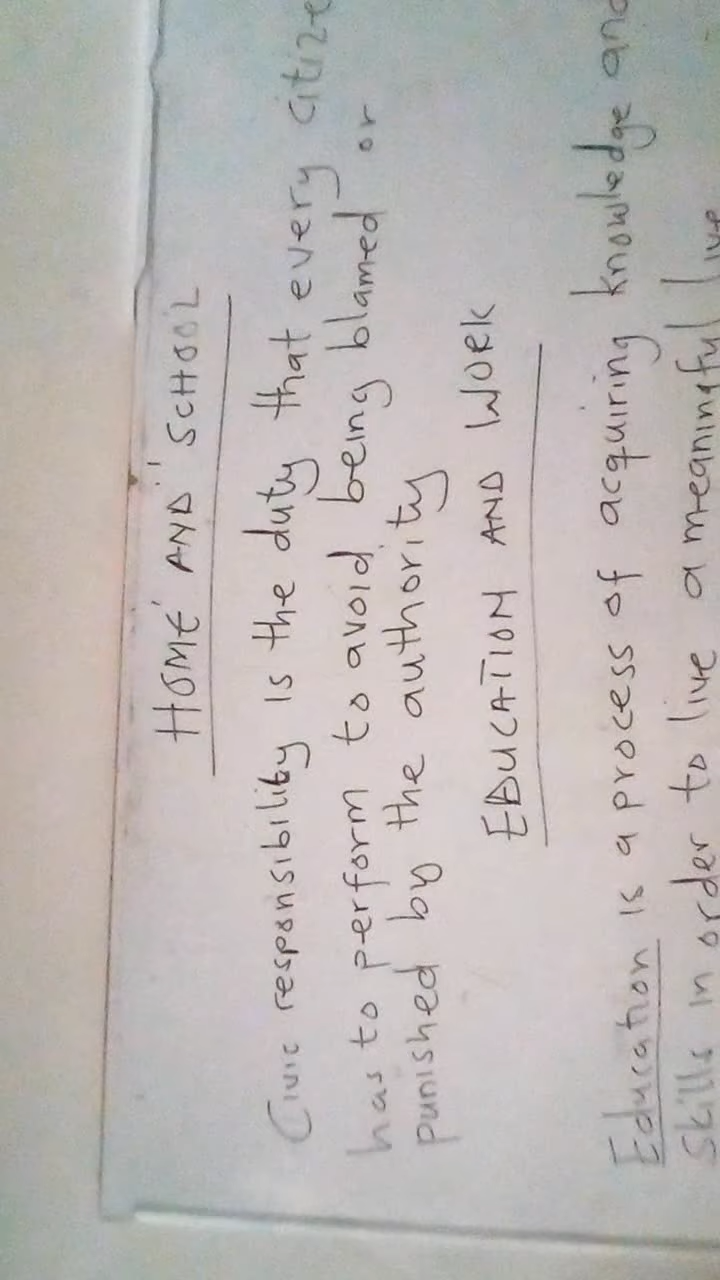 HOME AND SCHOOL
Civic responsibility is the duty that every citize
has to perform to avoid being blamed or
punished by the authority
EDUCATION AND WORK
Education is a process of acquiring knowledge and
Skills in order to live a meaningful live